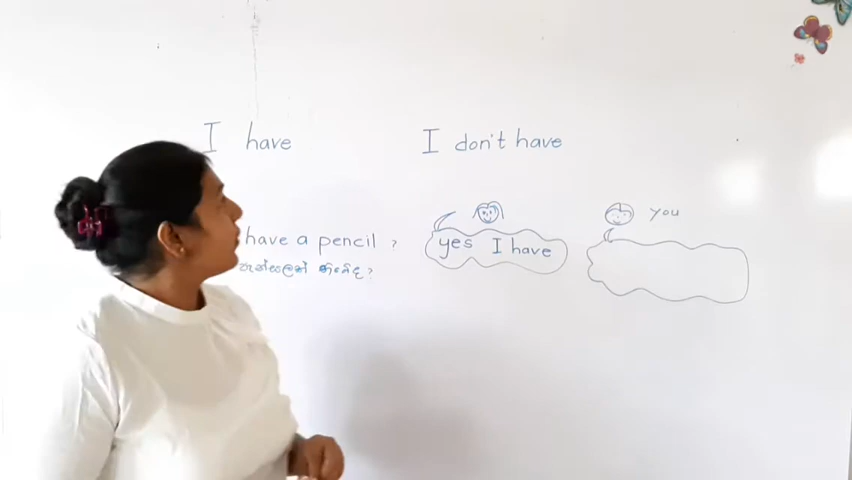 I have
I don't have
have a pencil ?
yes I have
you